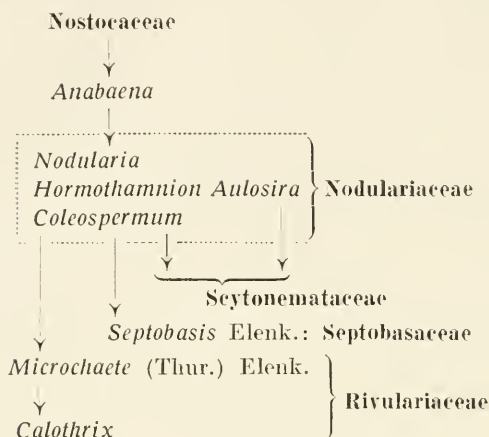 Nostocaceae
Anabaena
Nodularia
Hormothamnion Aulosira
Coleospermum
Nodulariaceae
Scytonemataceae
Septobasis Elenk.: Septobasaceae
Microchaete (Thur.) Elenk.
Rivulariaceae
Calothrix